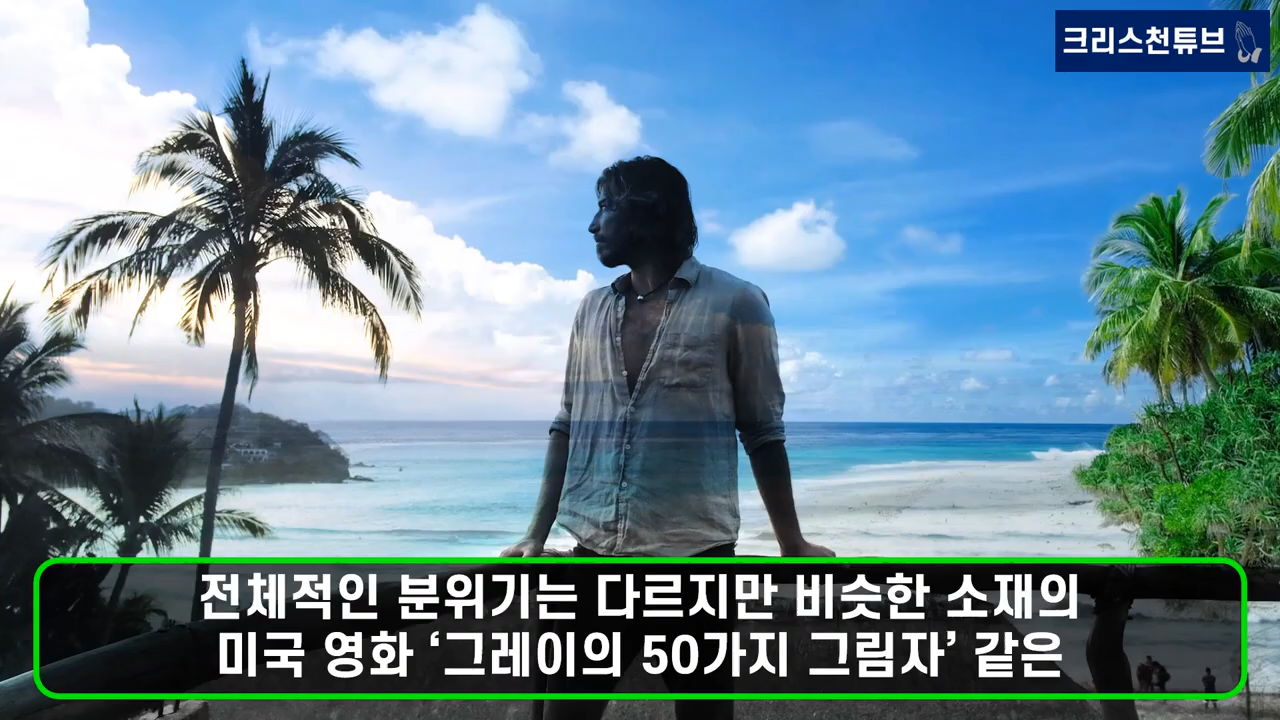 크리스천튜브
전체적인 분위기는 다르지만 비슷한 소재의
미국 영화 ‘그레이의 50가지 그림자’ 같은